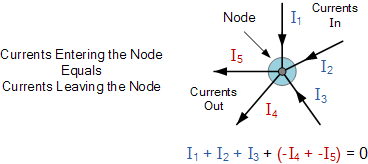 Currents Entering the Node
Equals
Currents Leaving the Node
Node
Currents
In
I₁
I₂
I₃
I₄
I₅
Currents
Out
I₁ + I₂ + I₃ + (-I₄ + -I₅) = 0